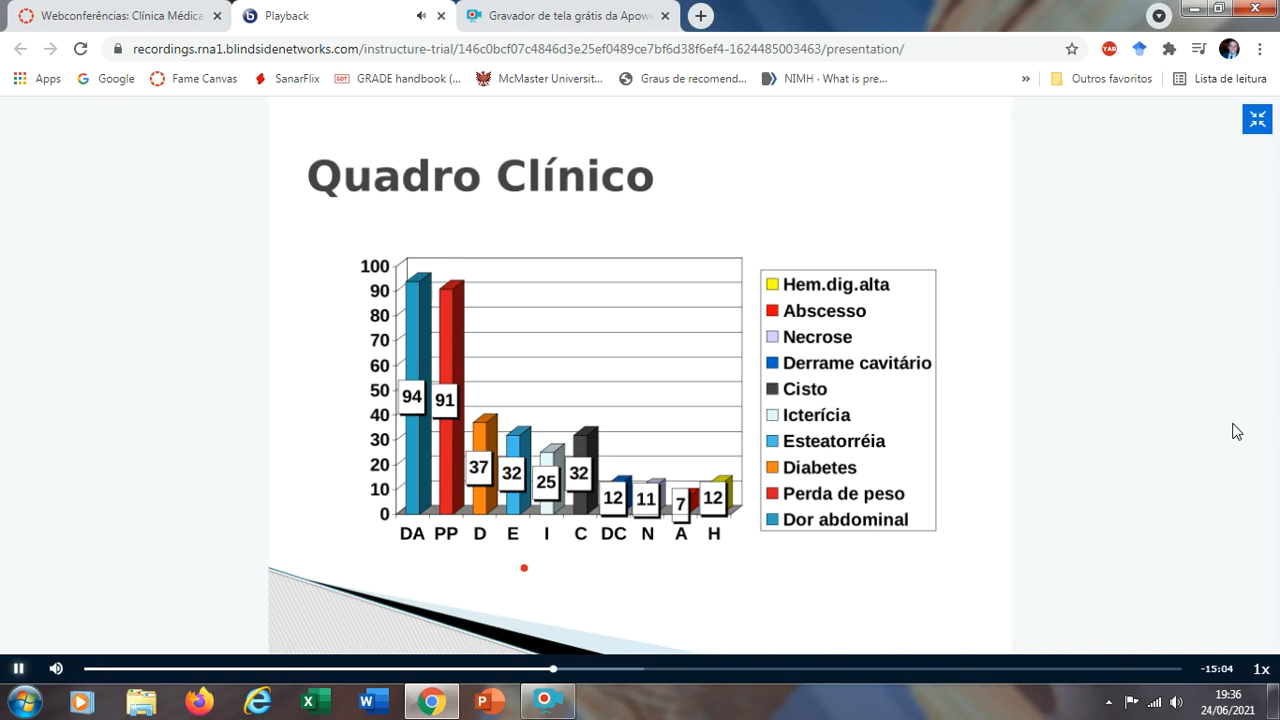 Webconferências: Clínica Médica
Playback
Gravador de tela grátis da Apowe
recordings.rna1.blindsidenetworks.com/instructure-trial/146c0bcf07c4846d3e25ef0489ce7bf6d38f6ef4-1624485003463/presentation/
YAB
Apps
Google
Fame Canvas
SanarFlix
GDT
GRADE handbook (...
McMaster Universit...
Graus de recomend...
NIMH · What is pre...
»
Outros favoritos
Lista de leitura
Quadro Clínico
100
90
80
70
60
50
40
30
20
10
0
94
91
37
32
25
32
12
11
7
12
DA PP D E I C DC N A H
Hem.dig.alta
Abscesso
Necrose
Derrame cavitário
Cisto
Icterícia
Esteatorréia
Diabetes
Perda de peso
Dor abdominal
-15:04
1x
19:36
24/06/2021